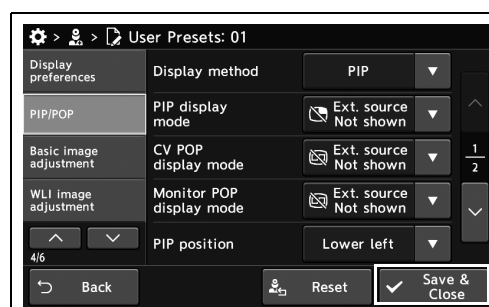 > > User Presets: 01
Display
preferences
Display method
PIP
PIP/POP
PIP display
mode
Ext. source
Not shown
Basic image
adjustment
CV POP
display mode
Ext. source
Not shown
1
2
WLI image
adjustment
Monitor POP
display mode
Ext. source
Not shown
4/6
PIP position
Lower left
Back
Reset
Save &
Close